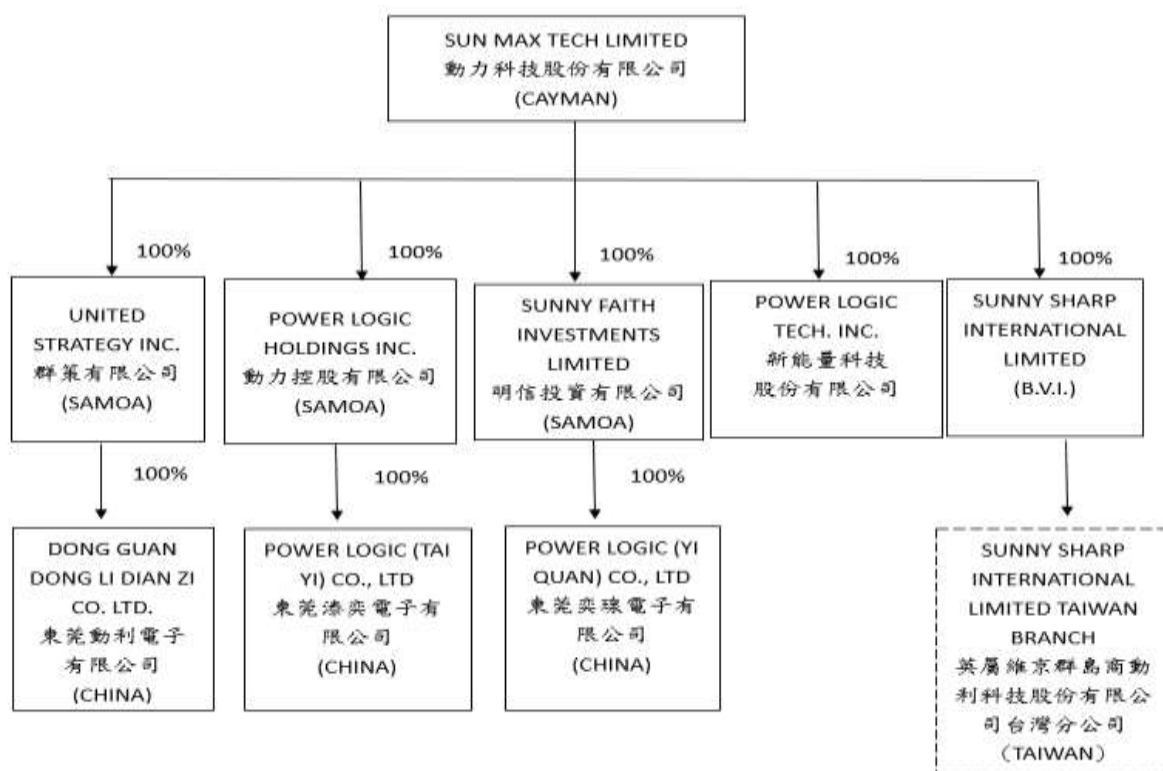 SUN MAX TECH LIMITED
動力科技股份有限公司
(CAYMAN)
100%
100%
100%
100%
100%
UNITED
STRATEGY INC.
群策有限公司
(SAMOA)
POWER LOGIC
HOLDINGS INC.
動力控股有限公司
(SAMOA)
SUNNY FAITH
INVESTMENTS
LIMITED
明信投資有限公司
(SAMOA)
POWER LOGIC
TECH. INC.
新能量科技
股份有限公司
SUNNY SHARP
INTERNATIONAL
LIMITED
(B.V.I.)
100%
100%
100%
DONG GUAN
DONG LI DIAN ZI
CO. LTD.
東莞動利電子
有限公司
(CHINA)
POWER LOGIC (TAI
YI) CO., LTD
東莞漆奕電子有
限公司
(CHINA)
POWER LOGIC (YI
QUAN) CO., LTD
東莞奕琭電子有
限公司
(CHINA)
SUNNY SHARP
INTERNATIONAL
LIMITED TAIWAN
BRANCH
英屬維京群島商動
利科技股份有限公
司台灣分公司
(TAIWAN)